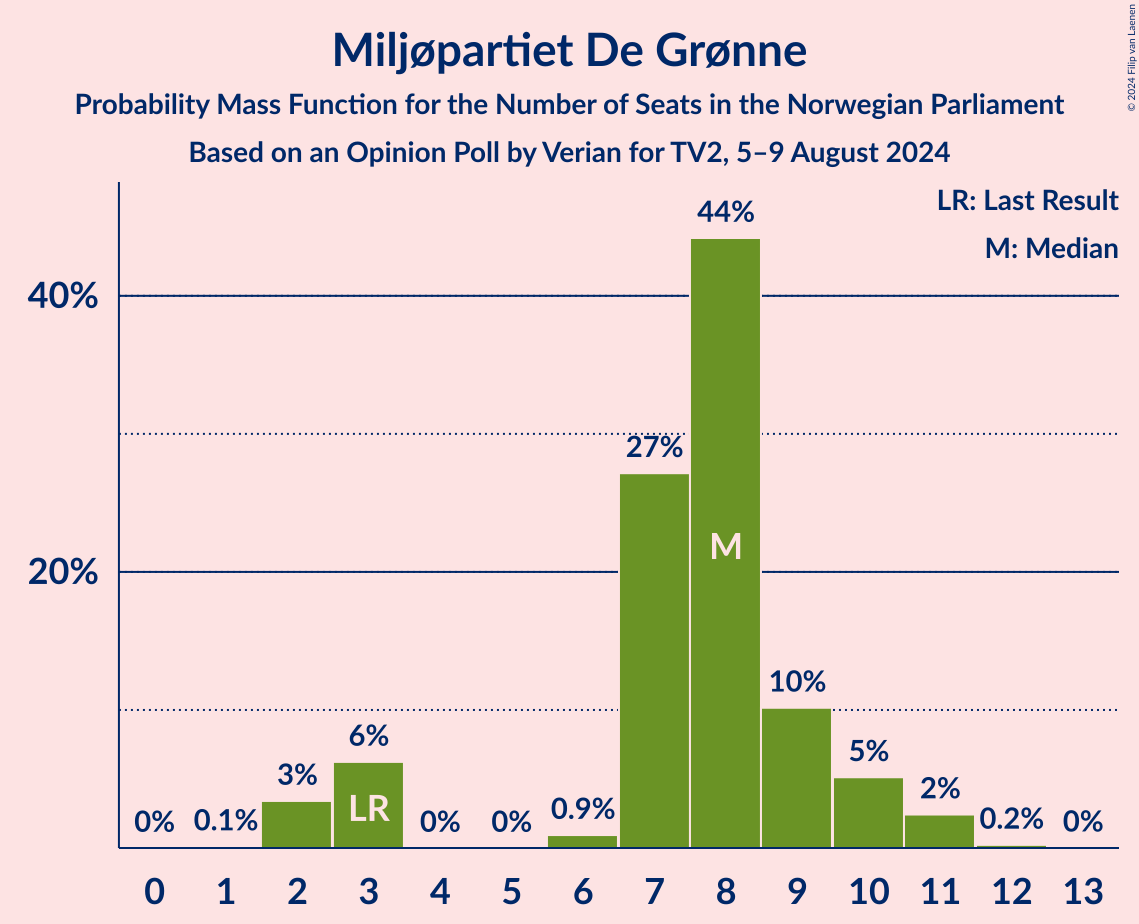 Miljøpartiet De Grønne
Probability Mass Function for the Number of Seats in the Norwegian Parliament
Based on an Opinion Poll by Verian for TV2, 5–9 August 2024
© 2024 Filip van Laenen
LR: Last Result
M: Median
44%
40%
27%
M
20%
10%
6%
5%
3%
2%
LR
0% 0.1% 0% 0% 0.9% 0.2% 0%
0 1 2 3 4 5 6 7 8 9 10 11 12 13